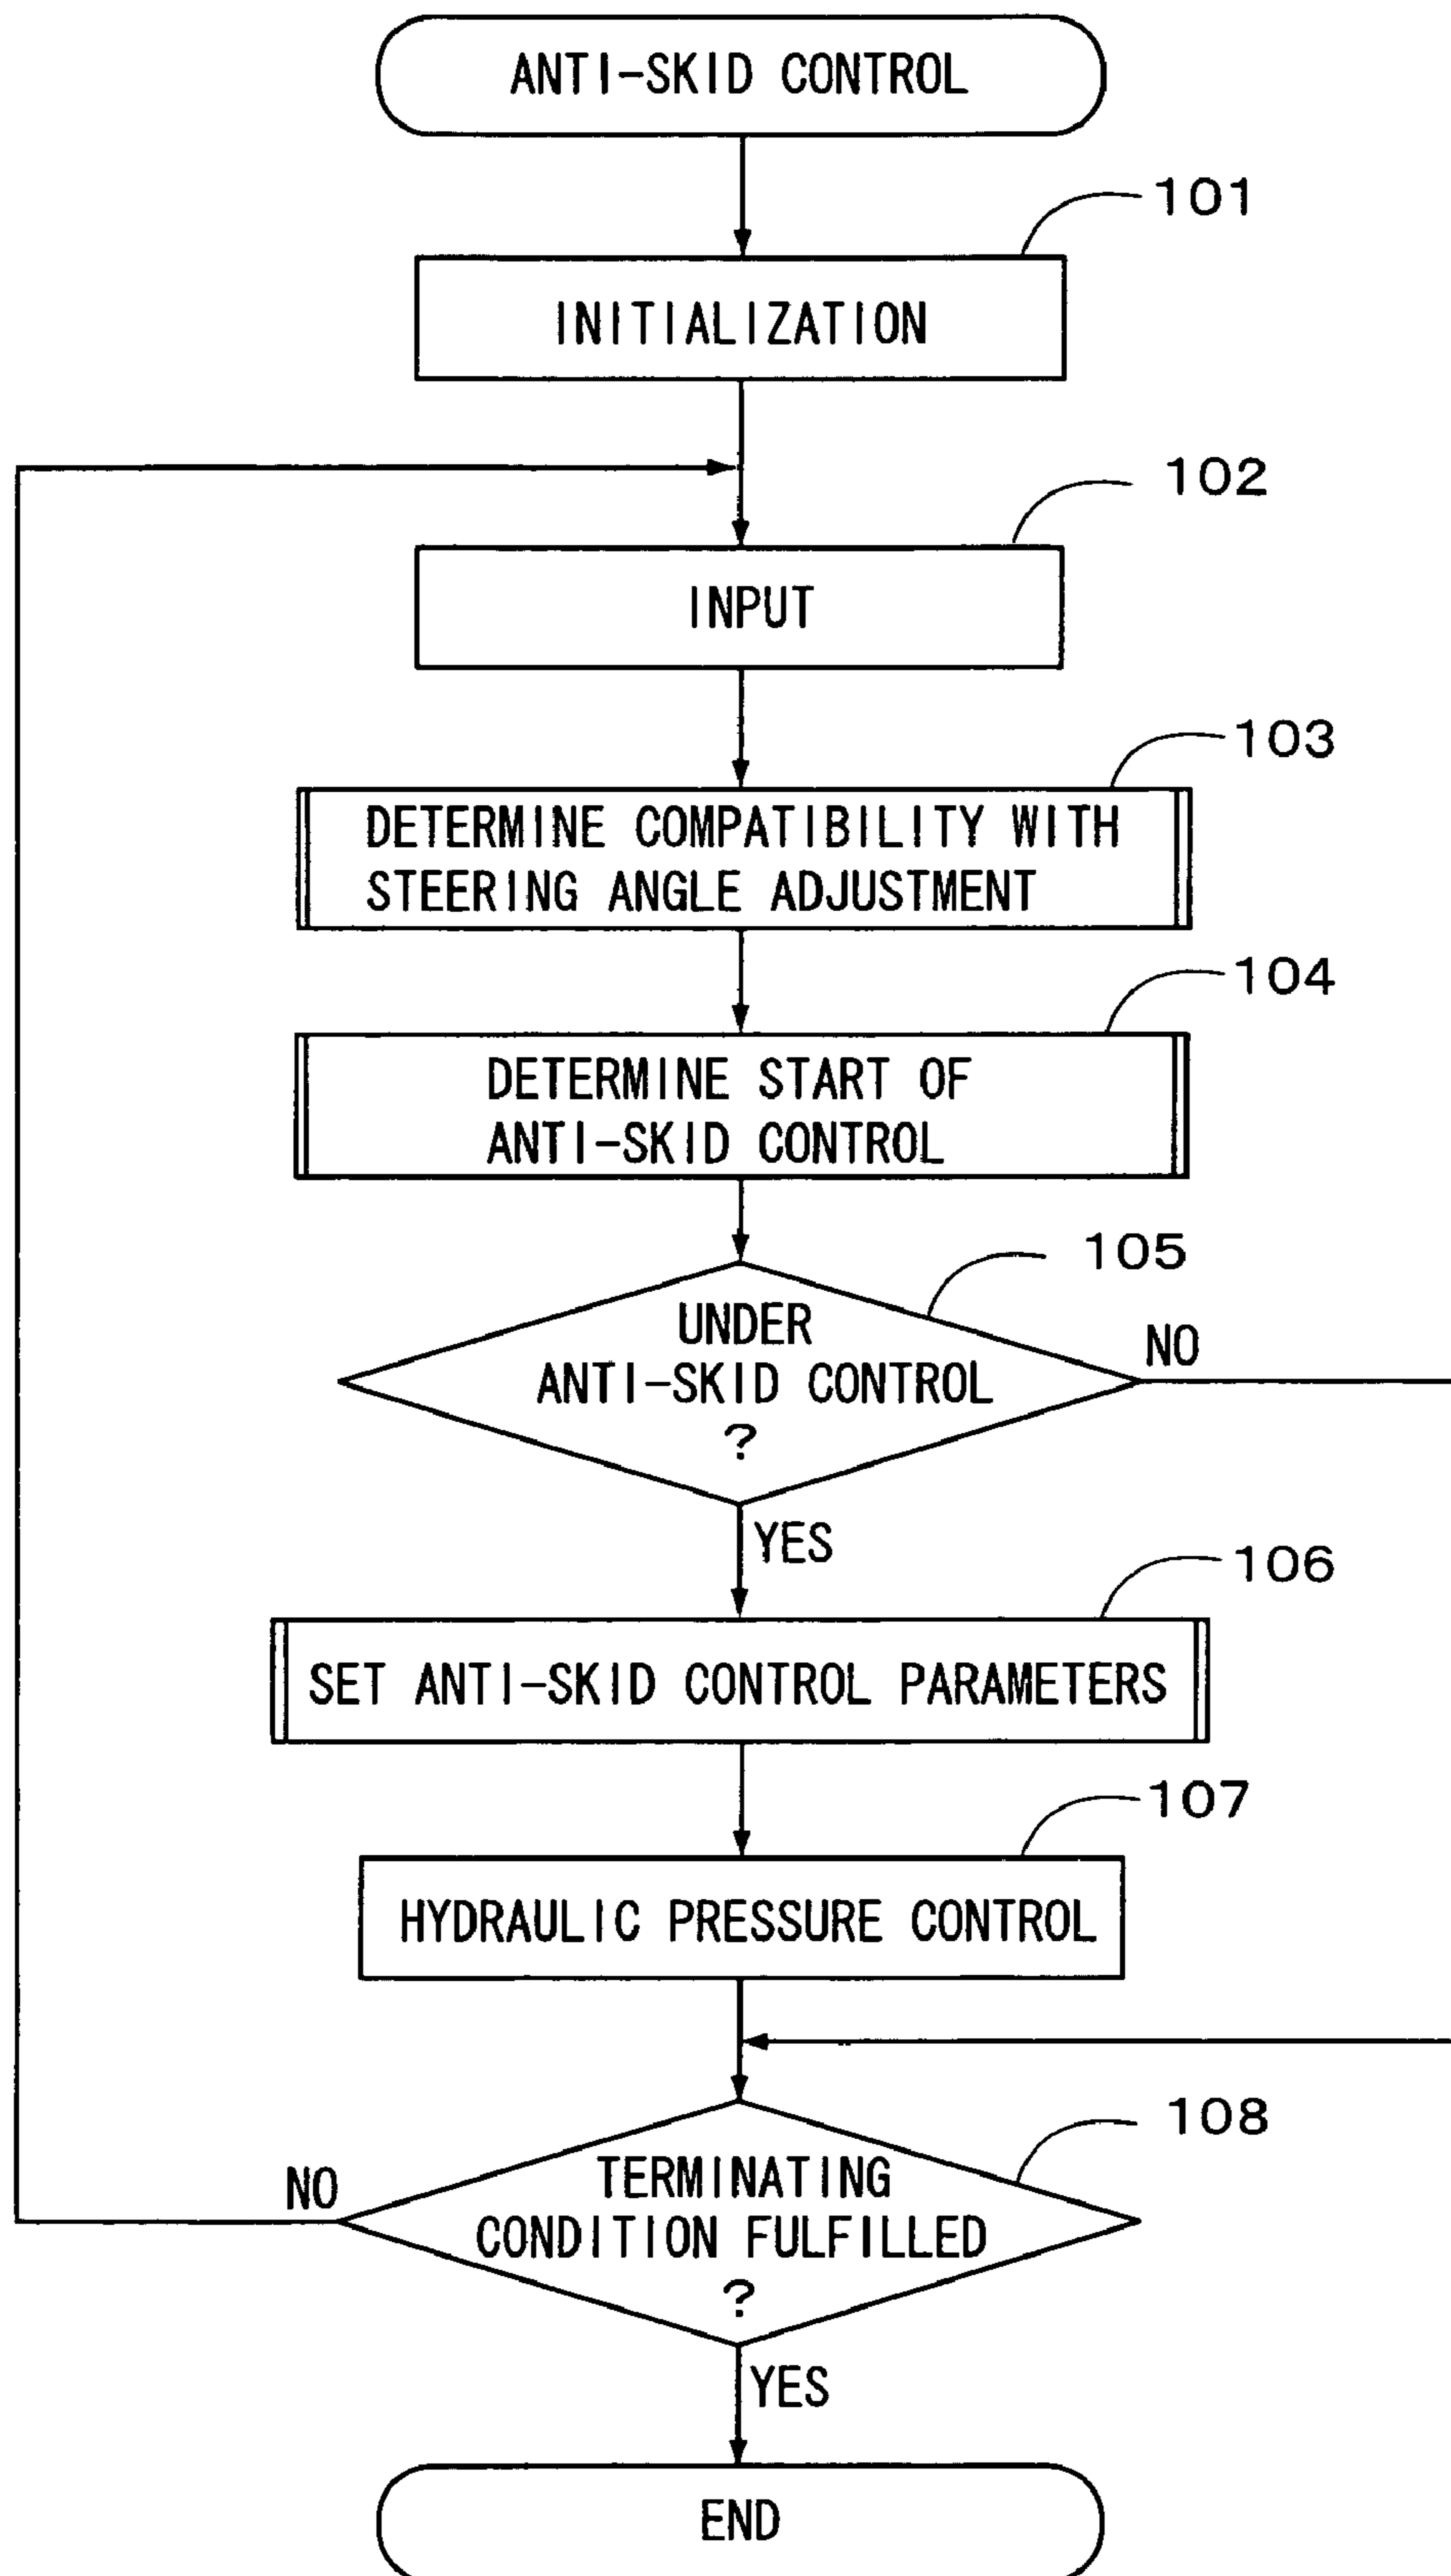 ANTI-SKID CONTROL
101
INITIALIZATION
102
INPUT
103
DETERMINE COMPATIBILITY WITH
STEERING ANGLE ADJUSTMENT
104
DETERMINE START OF
ANTI-SKID CONTROL
105
UNDER
ANTI-SKID CONTROL
?
NO
YES
106
SET ANTI-SKID CONTROL PARAMETERS
107
HYDRAULIC PRESSURE CONTROL
108
TERMINATING
CONDITION FULFILLED
?
NO
YES
END